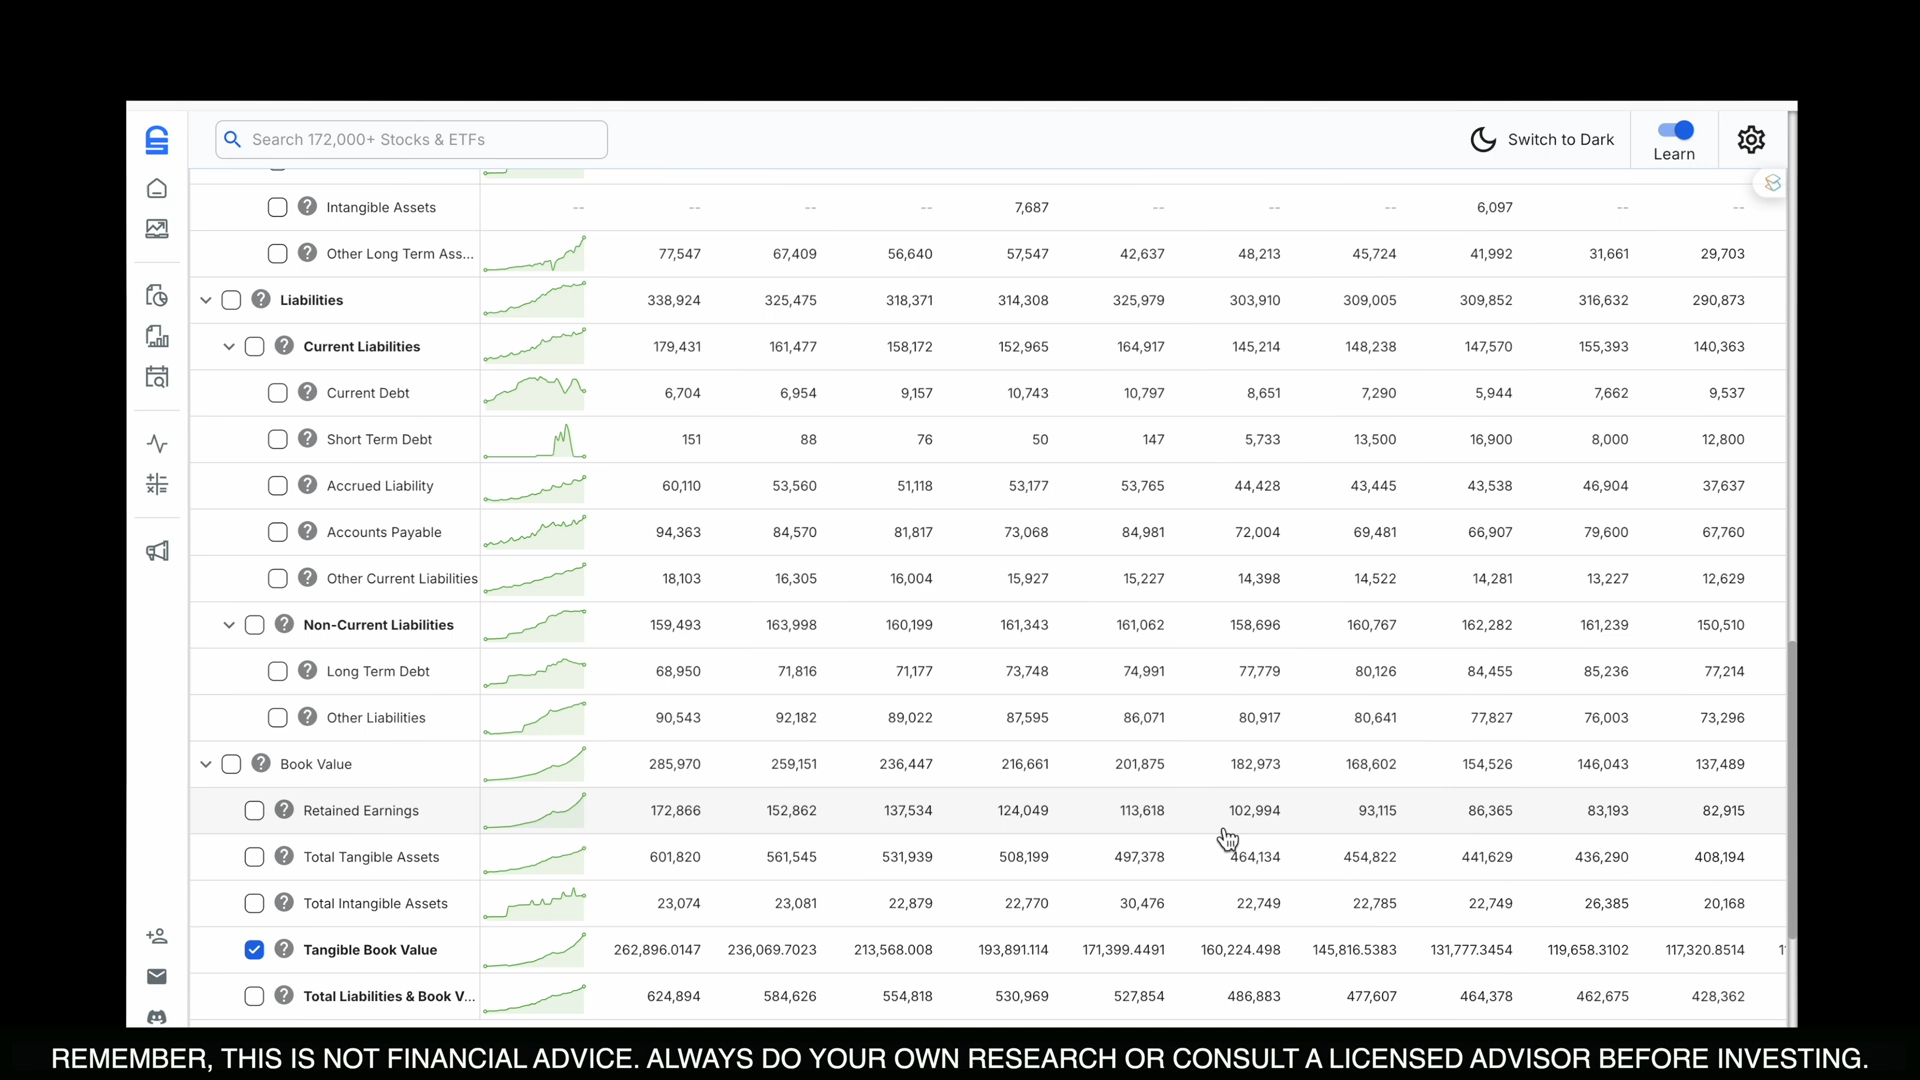 Search 172,000+ Stocks & ETFs
Switch to Dark
Learn
Intangible Assets -- -- -- -- 7,687 -- -- -- 6,097 -- --
Other Long Term Ass... 77,547 67,409 56,640 57,547 42,637 48,213 45,724 41,992 31,661 29,703
Liabilities 338,924 325,475 318,371 314,308 325,979 303,910 309,005 309,852 316,632 290,873
Current Liabilities 179,431 161,477 158,172 152,965 164,917 145,214 148,238 147,570 155,393 140,363
Current Debt 6,704 6,954 9,157 10,743 10,797 8,651 7,290 5,944 7,662 9,537
Short Term Debt 151 88 76 50 147 5,733 13,500 16,900 8,000 12,800
Accrued Liability 60,110 53,560 51,118 53,177 53,765 44,428 43,445 43,538 46,904 37,637
Accounts Payable 94,363 84,570 81,817 73,068 84,981 72,004 69,481 66,907 79,600 67,760
Other Current Liabilities 18,103 16,305 16,004 15,927 15,227 14,398 14,522 14,281 13,227 12,629
Non-Current Liabilities 159,493 163,998 160,199 161,343 161,062 158,696 160,767 162,282 161,239 150,510
Long Term Debt 68,950 71,816 71,177 73,748 74,991 77,779 80,126 84,455 85,236 77,214
Other Liabilities 90,543 92,182 89,022 87,595 86,071 80,917 80,641 77,827 76,003 73,296
Book Value 285,970 259,151 236,447 216,661 201,875 182,973 168,602 154,526 146,043 137,489
Retained Earnings 172,866 152,862 137,534 124,049 113,618 102,994 93,115 86,365 83,193 82,915
Total Tangible Assets 601,820 561,545 531,939 508,199 497,378 464,134 454,822 441,629 436,290 408,194
Total Intangible Assets 23,074 23,081 22,879 22,770 30,476 22,749 22,785 22,749 26,385 20,168
Tangible Book Value 262,896.0147 236,069.7023 213,568.008 193,891.114 171,399.4491 160,224.498 145,816.5383 131,777.3454 119,658.3102 117,320.8514
Total Liabilities & Book V... 624,894 584,626 554,818 530,969 527,854 486,883 477,607 464,378 462,675 428,362
REMEMBER, THIS IS NOT FINANCIAL ADVICE. ALWAYS DO YOUR OWN RESEARCH OR CONSULT A LICENSED ADVISOR BEFORE INVESTING.